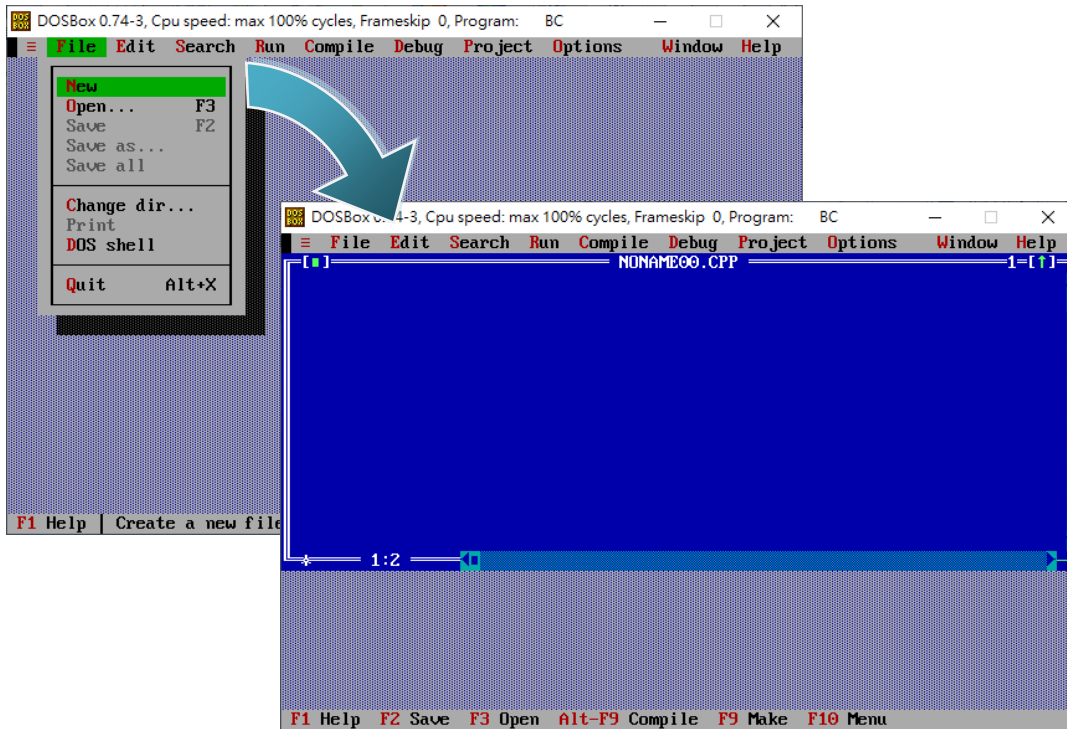 DOSBox 0.74-3, Cpu speed: max 100% cycles, Frameskip 0, Program: BC
≡ File Edit Search Run Compile Debug Project Options Window Help
New
Open... F3
Save F2
Save as...
Save all
Change dir...
Print
DOS shell
Quit Alt+X
F1 Help | Create a new file
DOSBox 0.74-3, Cpu speed: max 100% cycles, Frameskip 0, Program: BC
≡ File Edit Search Run Compile Debug Project Options Window Help
[■] NONAME00.CPP 1=[↑]
* 1:2
F1 Help F2 Save F3 Open Alt-F9 Compile F9 Make F10 Menu